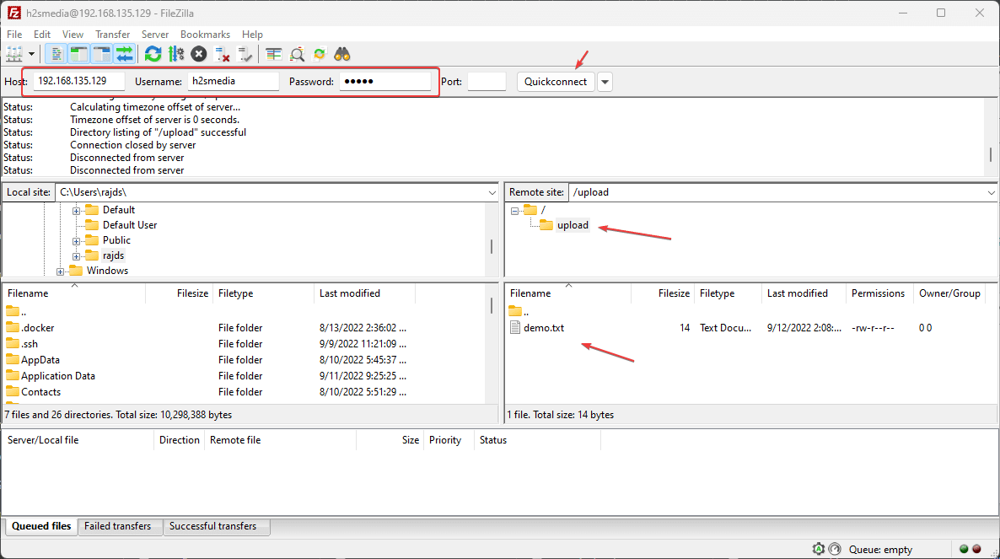 h2smedia@192.168.135.129 - FileZilla
File Edit View Transfer Server Bookmarks Help
Host: 192.168.135.129 Username: h2smedia Password: ●●●●● Port: Quickconnect
Status: Calculating timezone offset of server...
Status: Timezone offset of server is 0 seconds.
Status: Directory listing of "/upload" successful
Status: Connection closed by server
Status: Disconnected from server
Status: Disconnected from server
Local site: C:\Users\rajds\
Default
Default User
Public
rajds
Windows
Remote site: /upload
/
upload
Filename Filesize Filetype Last modified
..
.docker File folder 8/13/2022 2:36:02 ...
.ssh File folder 9/9/2022 11:21:09 ...
AppData File folder 8/10/2022 5:45:37 ...
Application Data File folder 9/11/2022 9:25:25 ...
Contacts File folder 8/10/2022 5:51:29 ...
7 files and 26 directories. Total size: 10,298,388 bytes
Filename Filesize Filetype Last modified Permissions Owner/Group
..
demo.txt 14 Text Docu... 9/12/2022 2:08:... -rw-r--r-- 0 0
1 file. Total size: 14 bytes
Server/Local file Direction Remote file Size Priority Status
Queued files Failed transfers Successful transfers
Queue: empty